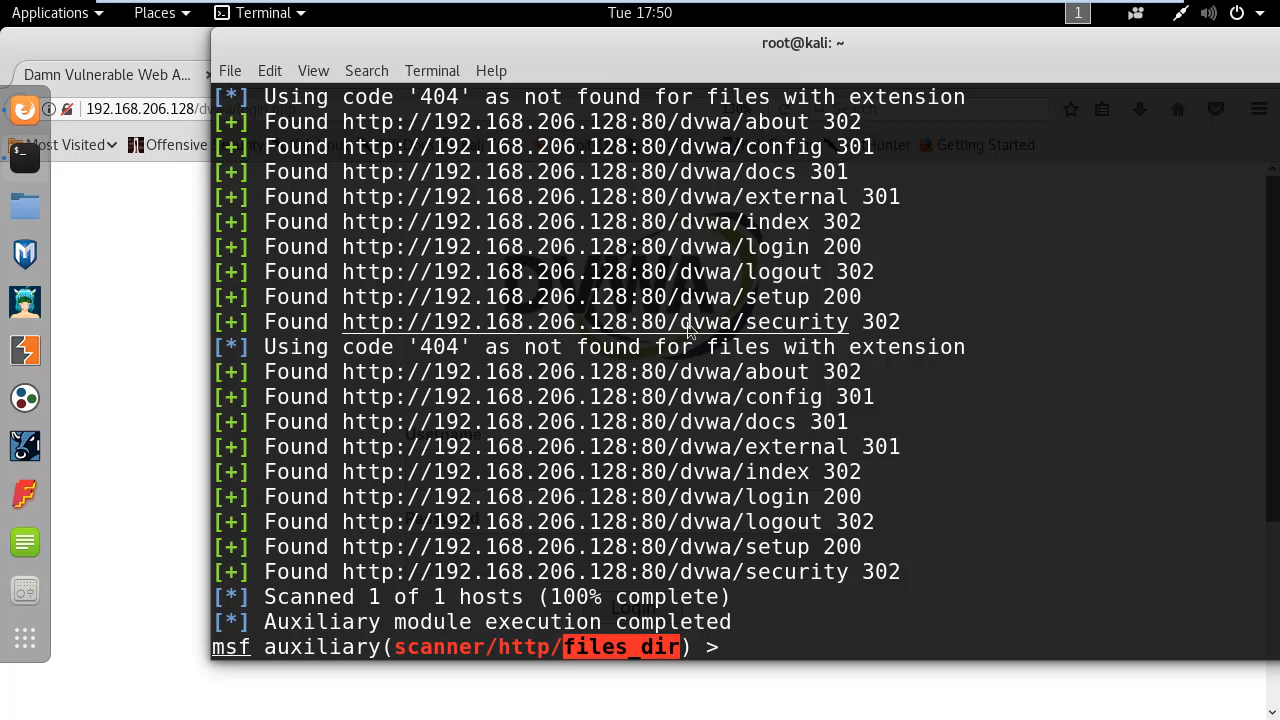 Applications Places Terminal Tue 17:50 1
root@kali: ~
Damn Vulnerable Web A... ×
File Edit View Search Terminal Help
192.168.206.128/dvwa/login.php Search
Most Visited Offensive Security Kali Hunter Getting Started
[*] Using code '404' as not found for files with extension
[+] Found http://192.168.206.128:80/dvwa/about 302
[+] Found http://192.168.206.128:80/dvwa/config 301
[+] Found http://192.168.206.128:80/dvwa/docs 301
[+] Found http://192.168.206.128:80/dvwa/external 301
[+] Found http://192.168.206.128:80/dvwa/index 302
[+] Found http://192.168.206.128:80/dvwa/login 200
[+] Found http://192.168.206.128:80/dvwa/logout 302
[+] Found http://192.168.206.128:80/dvwa/setup 200
[+] Found http://192.168.206.128:80/dvwa/security 302
[*] Using code '404' as not found for files with extension
[+] Found http://192.168.206.128:80/dvwa/about 302
[+] Found http://192.168.206.128:80/dvwa/config 301
[+] Found http://192.168.206.128:80/dvwa/docs 301
[+] Found http://192.168.206.128:80/dvwa/external 301
[+] Found http://192.168.206.128:80/dvwa/index 302
[+] Found http://192.168.206.128:80/dvwa/login 200
[+] Found http://192.168.206.128:80/dvwa/logout 302
[+] Found http://192.168.206.128:80/dvwa/setup 200
[+] Found http://192.168.206.128:80/dvwa/security 302
[*] Scanned 1 of 1 hosts (100% complete)
Login
[*] Auxiliary module execution completed
msf auxiliary(scanner/http/files_dir) >